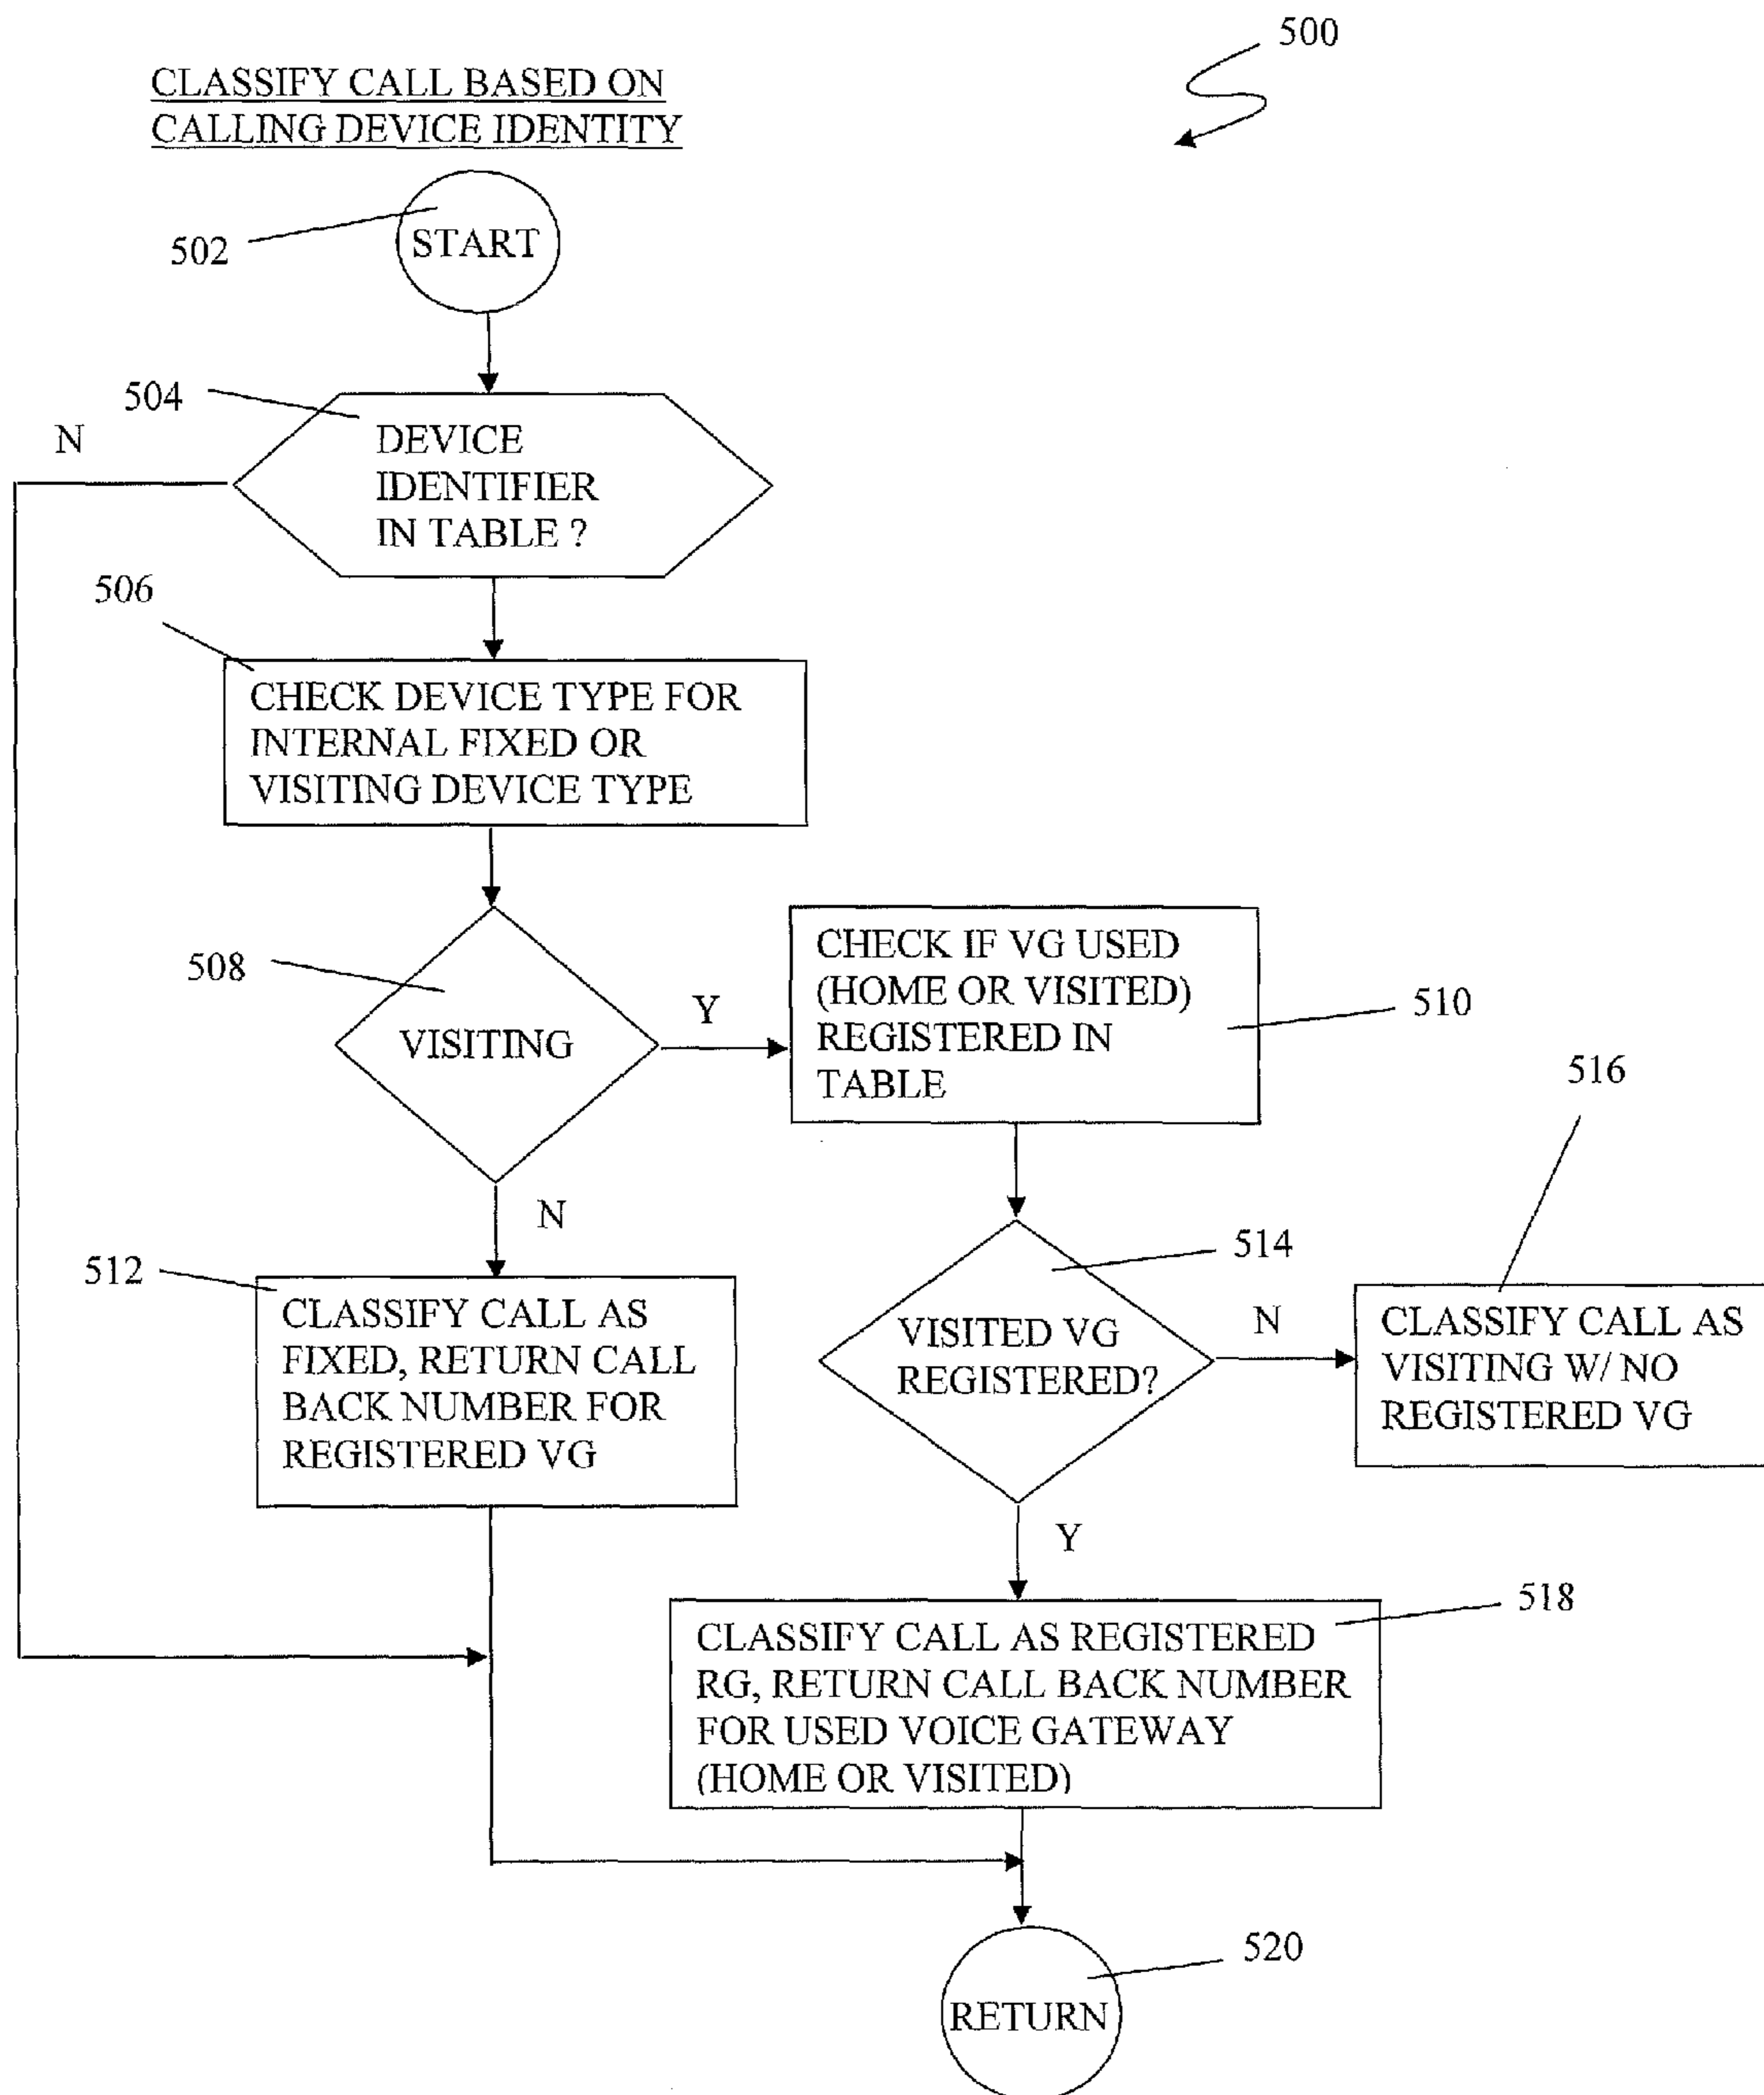 500
CLASSIFY CALL BASED ON
CALLING DEVICE IDENTITY
502
START
504
N
DEVICE
IDENTIFIER
IN TABLE ?
506
CHECK DEVICE TYPE FOR
INTERNAL FIXED OR
VISITING DEVICE TYPE
508
VISITING
Y
CHECK IF VG USED
(HOME OR VISITED)
REGISTERED IN
TABLE
510
516
N
514
512
CLASSIFY CALL AS
FIXED, RETURN CALL
BACK NUMBER FOR
REGISTERED VG
VISITED VG
REGISTERED?
N
CLASSIFY CALL AS
VISITING W/ NO
REGISTERED VG
Y
518
CLASSIFY CALL AS REGISTERED
RG, RETURN CALL BACK NUMBER
FOR USED VOICE GATEWAY
(HOME OR VISITED)
520
RETURN